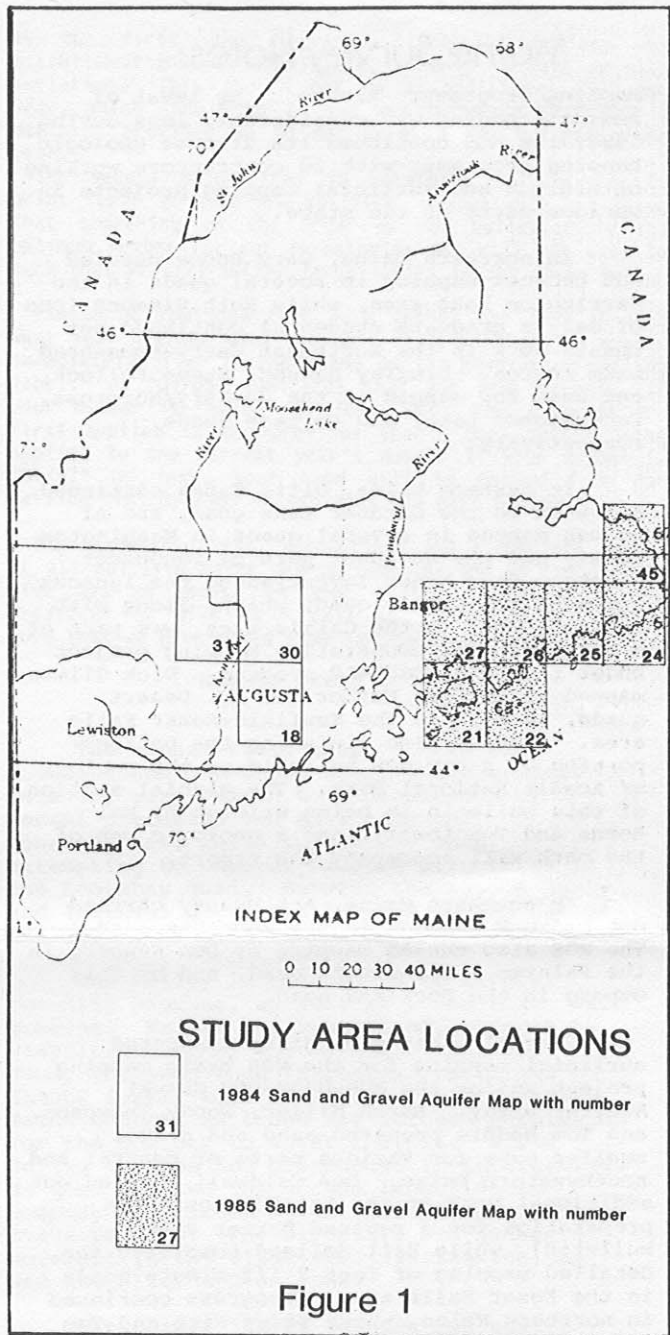 69°
68°
River
47°
47°
70°
St. John
Aroostook River
CANADA
CANADA
46°
46°
Moosehead
Lake
River
River
Penobscot
45
Bangor
31
30
27
26
25
24
AUGUSTA
68°
Lewiston
18
21
22
OCEAN
44°
69°
Portland
70°
ATLANTIC
INDEX MAP OF MAINE
0 10 20 30 40 MILES
STUDY AREA LOCATIONS
1984 Sand and Gravel Aquifer Map with number
31
1985 Sand and Gravel Aquifer Map with number
27
Figure 1